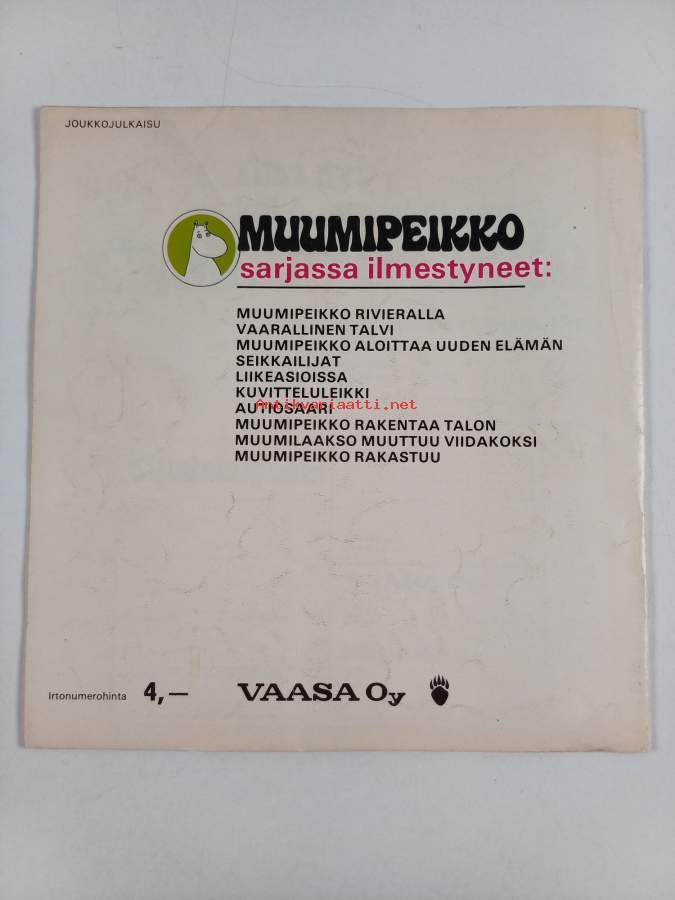 JOUKKOJULKAISU
MUUMIPEIKKO
sarjassa ilmestyneet:
MUUMIPEIKKO RIVIERALLA
VAARALLINEN TALVI
MUUMIPEIKKO ALOITTAA UUDEN ELÄMÄN
SEIKKAILIJAT
LIIKEASIOISSA
KUVITTELULEIKKI
AUTIOSAARI
Antikvariaatti.net
MUUMIPEIKKO RAKENTAA TALON
MUUMILAAKSO MUUTTUU VIIDAKOKSI
MUUMIPEIKKO RAKASTUU
Irtonumerohinta 4,— VAASA Oy